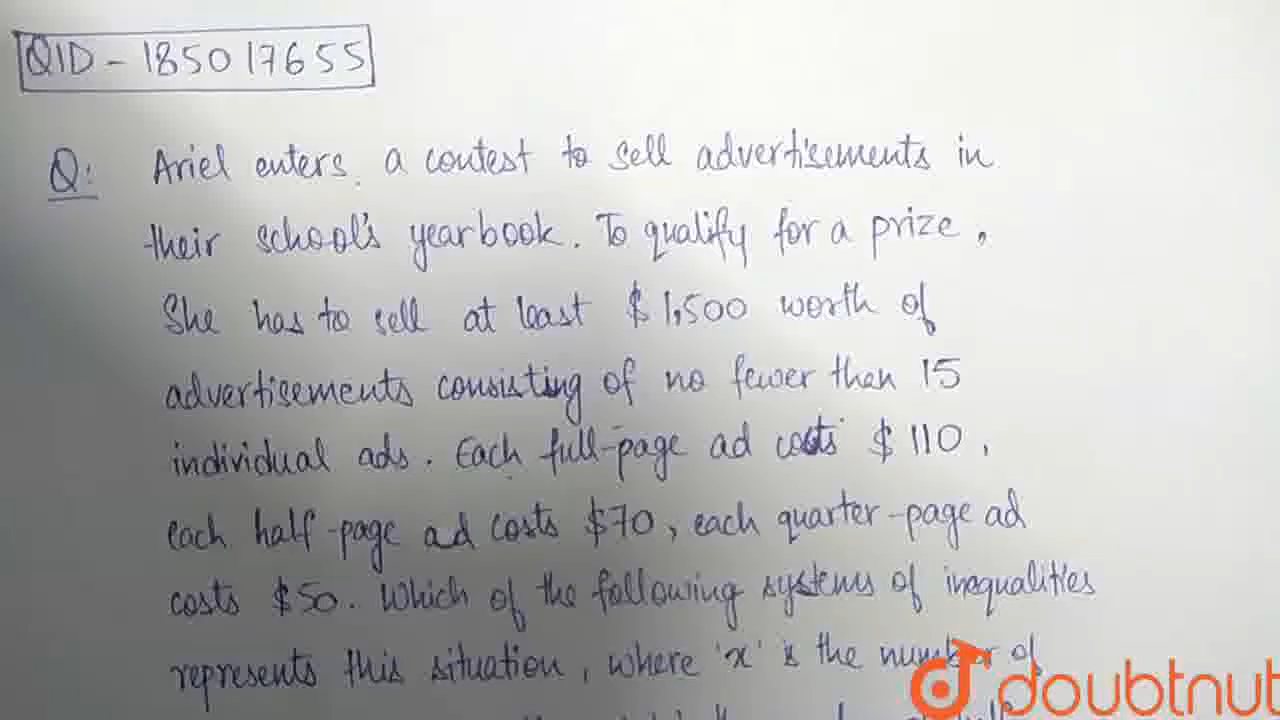 QID - 185017655
Q: Ariel enters a contest to sell advertisements in
their school's yearbook. To qualify for a prize,
She has to sell at least $1,500 worth of
advertisements consisting of no fewer than 15
individual ads. Each full-page ad costs $110,
each half-page ad costs $70, each quarter-page ad
costs $50. Which of the following systems of inequalities
represents this situation, where 'x' is the number of
doubtnut